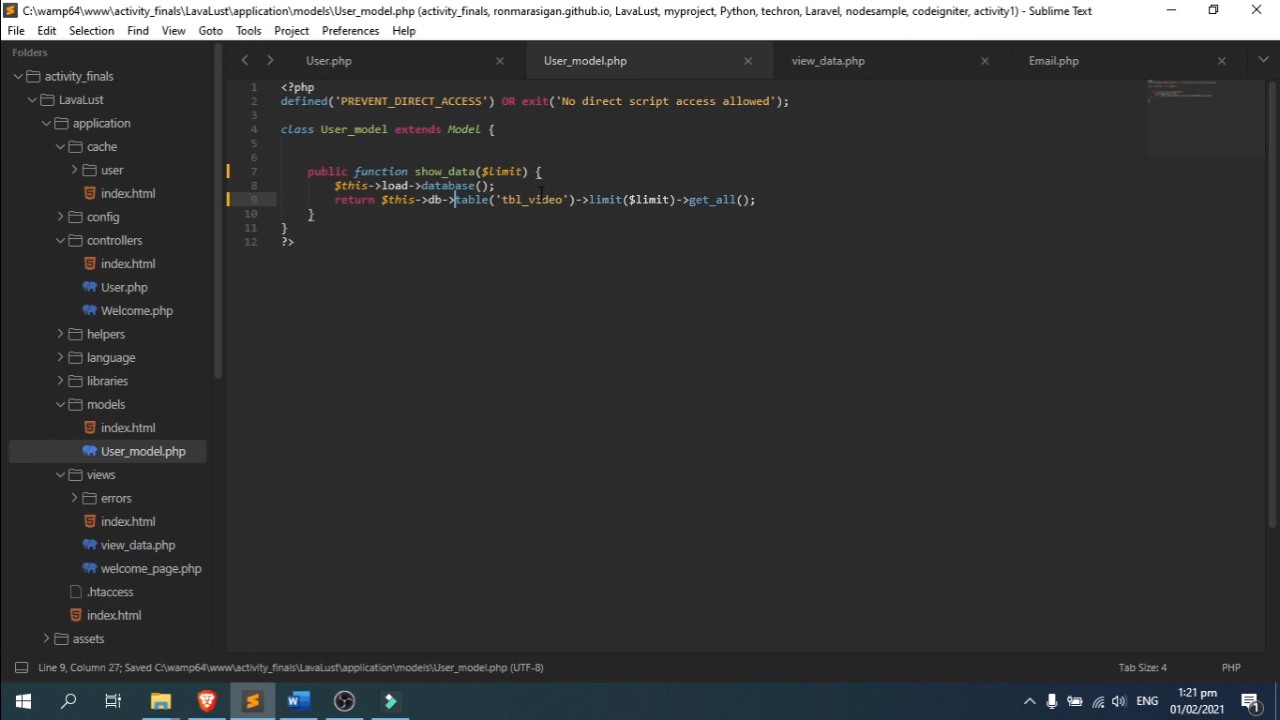 C:\wamp64\www\activity_finals\LavaLust\application\models\User_model.php (activity_finals, ronmarasigan.github.io, LavaLust, myproject, Python, techron, Laravel, nodesample, codeigniter, activity1) - Sublime Text
File Edit Selection Find View Goto Tools Project Preferences Help
Folders
activity_finals
LavaLust
application
cache
user
index.html
config
controllers
index.html
User.php
Welcome.php
helpers
language
libraries
models
index.html
User_model.php
views
errors
index.html
view_data.php
welcome_page.php
.htaccess
index.html
assets
User.php User_model.php view_data.php Email.php
1 <?php
2 defined('PREVENT_DIRECT_ACCESS') OR exit('No direct script access allowed');
3
4 class User_model extends Model {
5
6
7 public function show_data($limit) {
8 $this->load->database();
9 return $this->db->table('tbl_video')->limit($limit)->get_all();
10 }
11 }
12 ?>
Line 9, Column 27; Saved C:\wamp64\www\activity_finals\LavaLust\application\models\User_model.php (UTF-8) Tab Size: 4 PHP
ENG
1:21 pm
01/02/2021
1